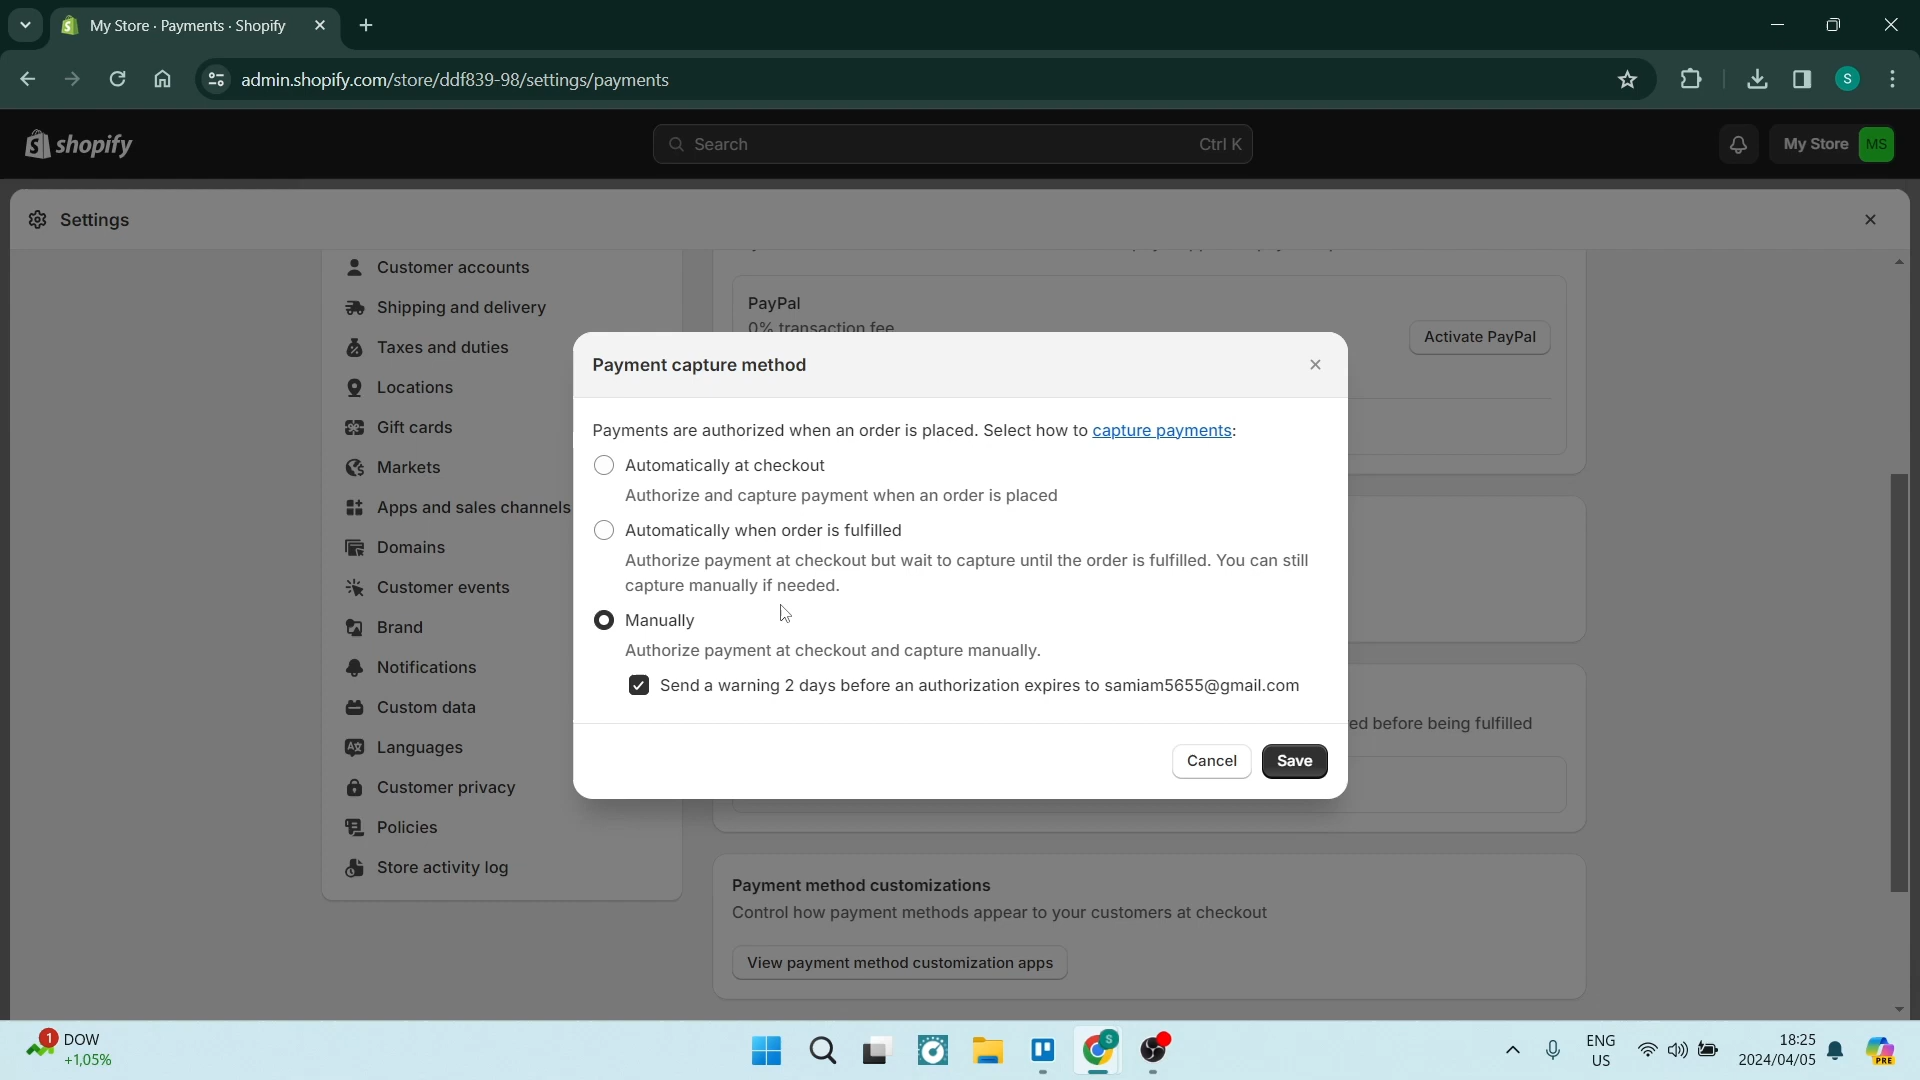 My Store · Payments · Shopify
admin.shopify.com/store/ddf839-98/settings/payments
S
shopify
Search
Ctrl K
My Store
MS
Settings
Customer accounts
Shipping and delivery
Taxes and duties
Locations
Gift cards
Markets
Apps and sales channels
Domains
Customer events
Brand
Notifications
Custom data
Languages
Customer privacy
Policies
Store activity log
PayPal
0% transaction fee
Activate PayPal
Payment capture method
Payments are authorized when an order is placed. Select how to capture payments:
Automatically at checkout
Authorize and capture payment when an order is placed
Automatically when order is fulfilled
Authorize payment at checkout but wait to capture until the order is fulfilled. You can still
capture manually if needed.
Manually
Authorize payment at checkout and capture manually.
Send a warning 2 days before an authorization expires to samiam5655@gmail.com
Cancel
Save
ed before being fulfilled
Payment method customizations
Control how payment methods appear to your customers at checkout
View payment method customization apps
1
DOW
+1,05%
S
ENG
US
18:25
2024/04/05
PRE